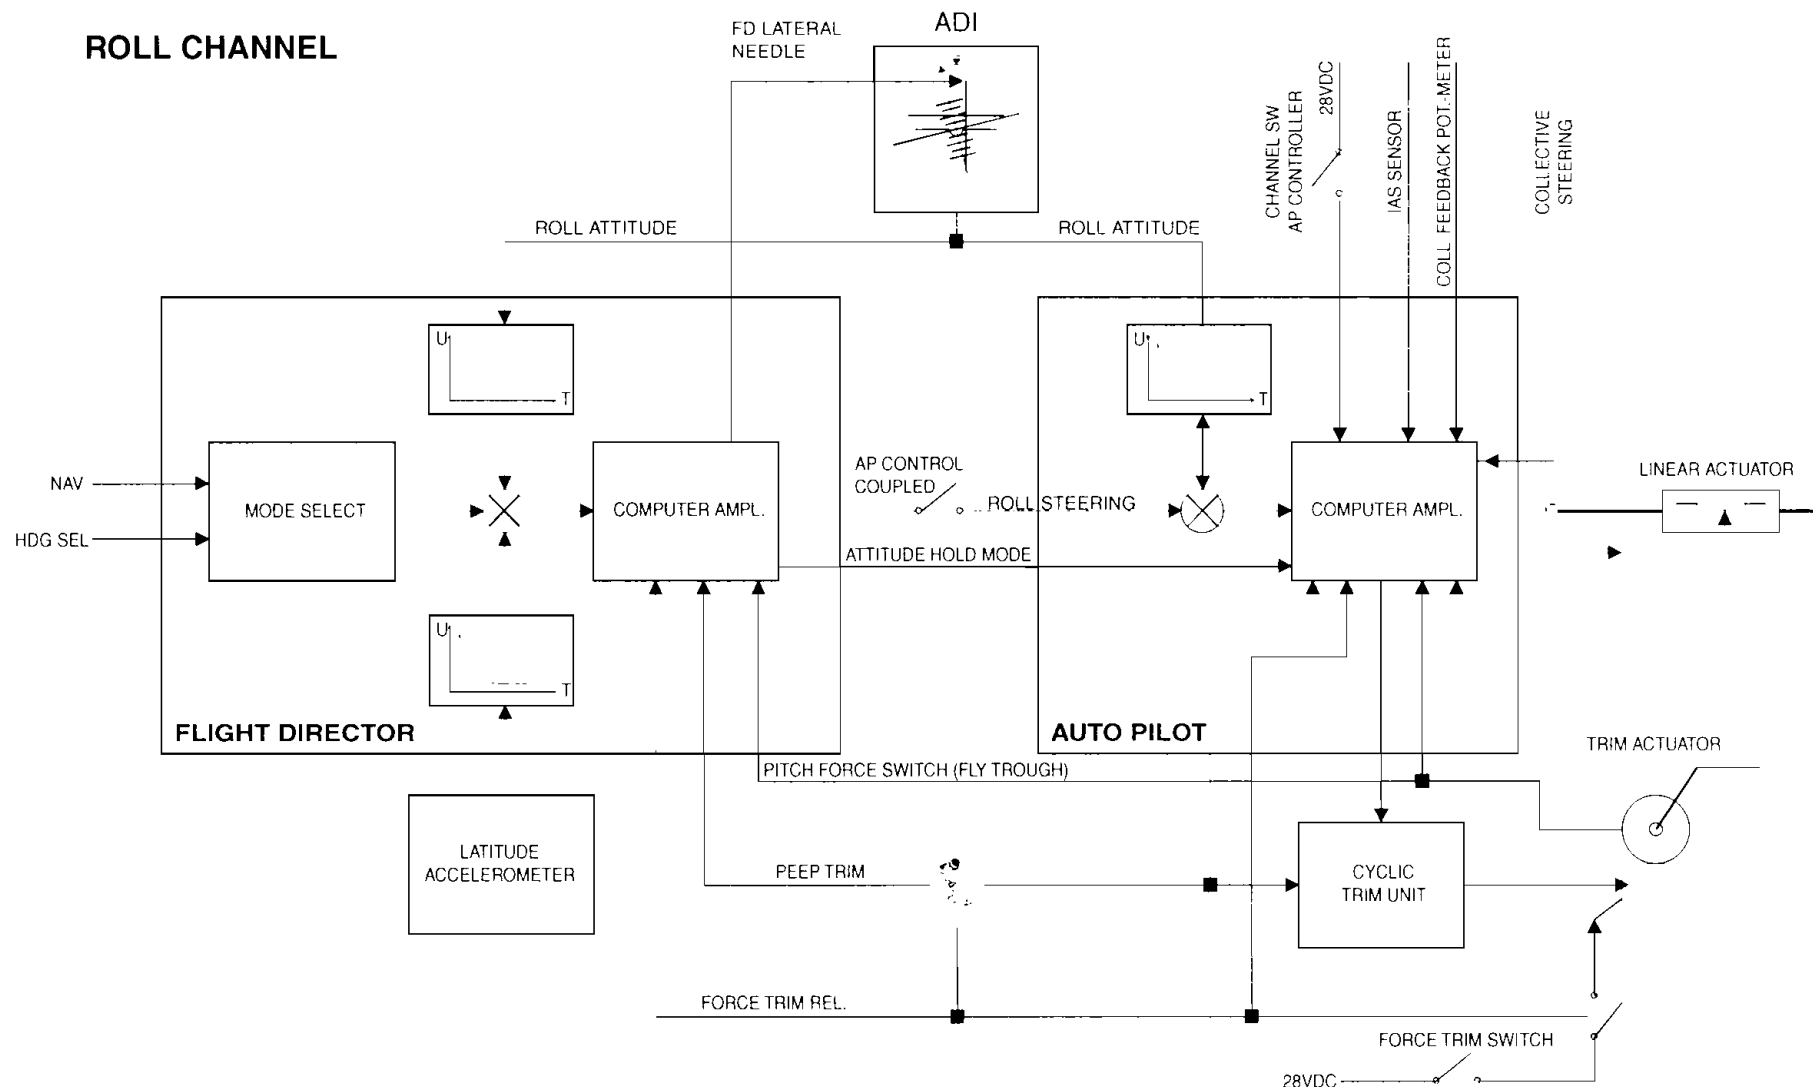 ROLL CHANNEL
FD LATERAL
NEEDLE
ADI
CHANNEL SW
AP CONTROLLER
28VDC
IAS SENSOR
COLL FEEDBACK POT.-METER
COLLECTIVE
STEERING
ROLL ATTITUDE
ROLL ATTITUDE
U
T
U
T
NAV
HDG SEL
MODE SELECT
COMPUTER AMPL.
AP CONTROL
COUPLED
ROLL STEERING
COMPUTER AMPL.
LINEAR ACTUATOR
ATTITUDE HOLD MODE
U
T
FLIGHT DIRECTOR
AUTO PILOT
TRIM ACTUATOR
PITCH FORCE SWITCH (FLY TROUGH)
LATITUDE
ACCELEROMETER
PEEP TRIM
CYCLIC
TRIM UNIT
FORCE TRIM REL.
FORCE TRIM SWITCH
28VDC